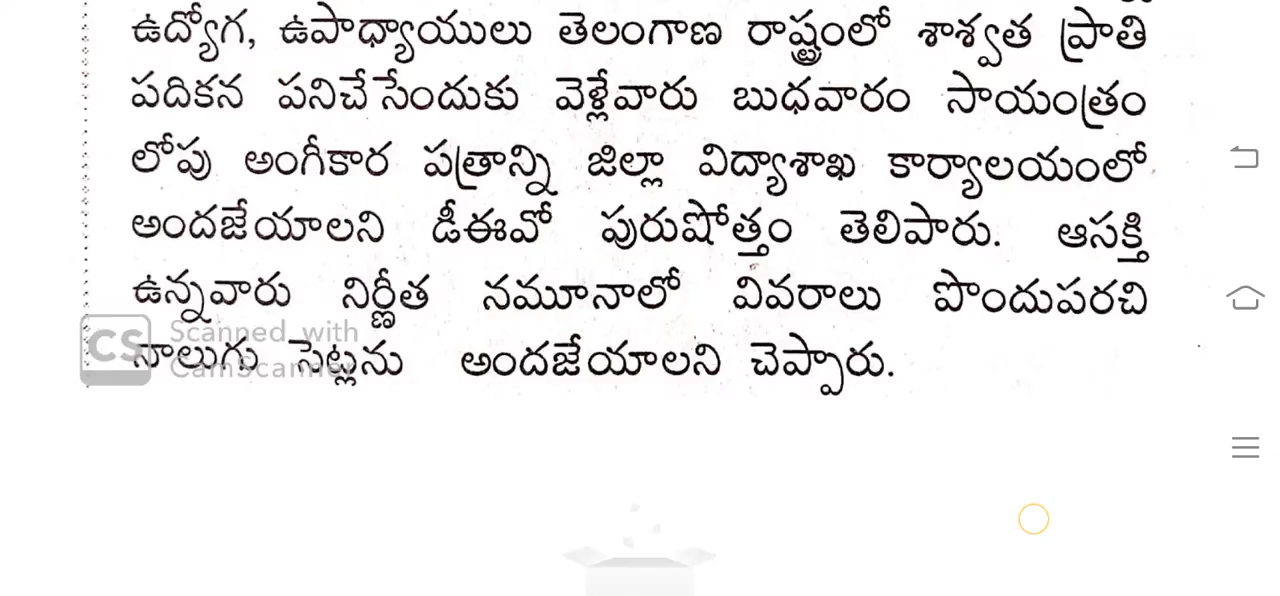 ఉద్యోగ, ఉపాధ్యాయులు తెలంగాణ రాష్ట్రంలో శాశ్వత ప్రాతి
పదికన పనిచేసేందుకు వెళ్లేవారు బుధవారం సాయంత్రం
లోపు అంగీకార పత్రాన్ని జిల్లా విద్యాశాఖ కార్యాలయంలో
అందజేయాలని డీఈవో పురుషోత్తం తెలిపారు. ఆసక్తి
ఉన్నవారు నిర్ణీత నమూనాలో వివరాలు పొందుపరచి
నాలుగు సెట్లను అందజేయాలని చెప్పారు.
CS Scanned with
CamScanner